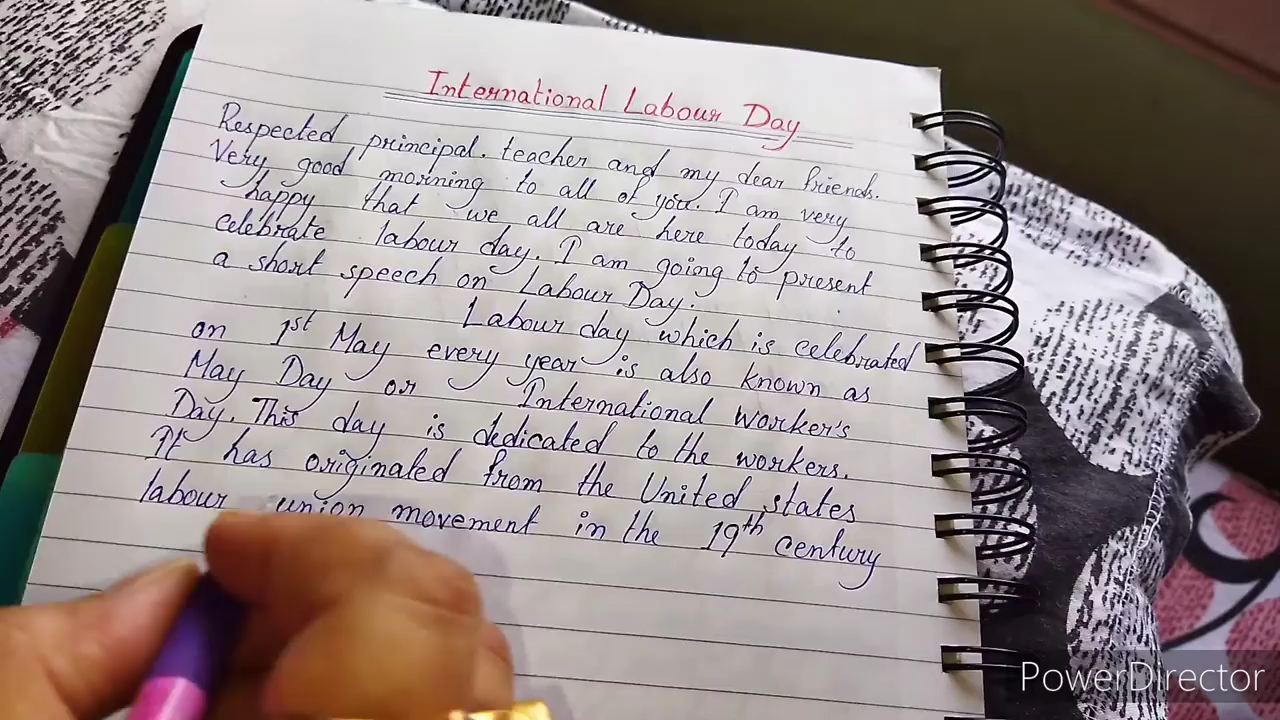 International Labour Day
Respected principal. teacher and my dear friends.
Very good morning to all of you. I am very
happy that we all are here today to
celebrate labour day. I am going to present
a short speech on Labour Day.
Labour day which is celebrated
on 1st May every year is also known as
May Day or International worker's
Day. This day is dedicated to the workers.
It has originated from the United states
labour union movement in the 19th century
PowerDirector